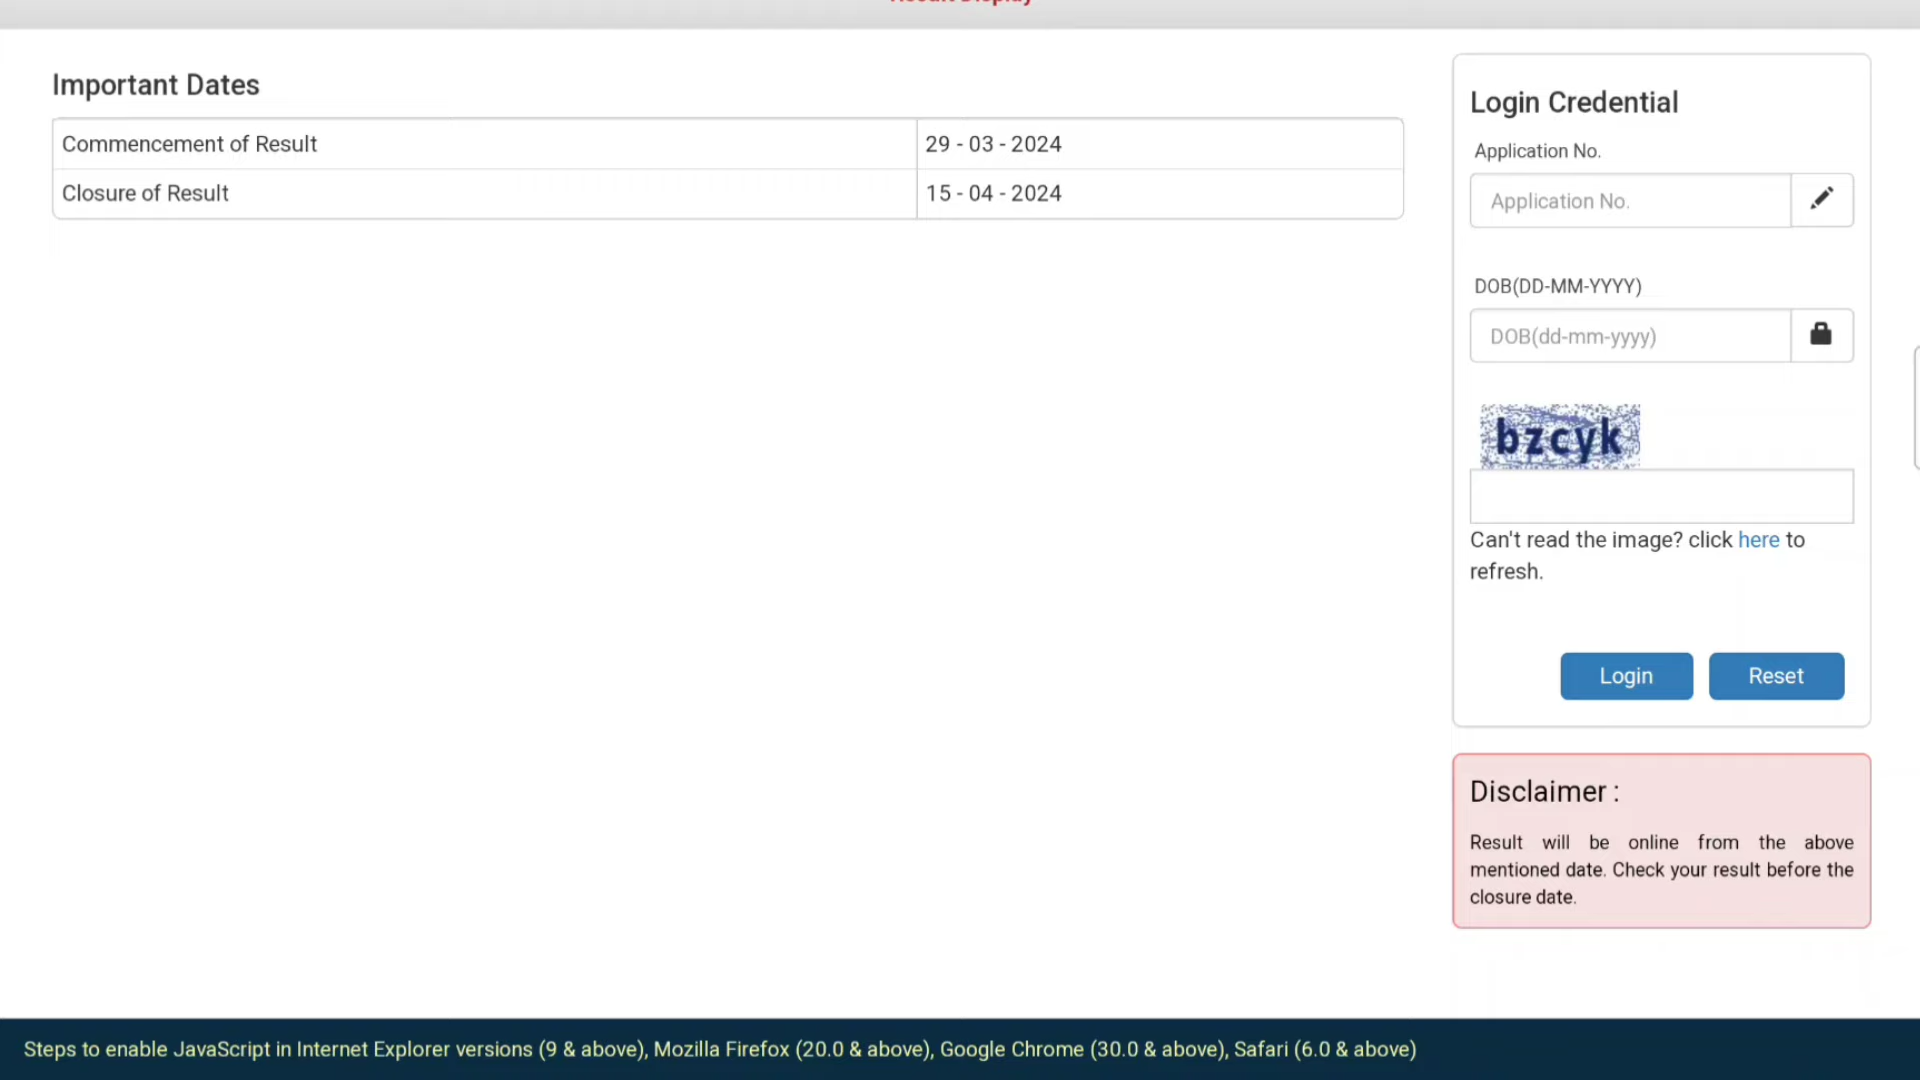 Result Display
Important Dates
Commencement of Result 29 - 03 - 2024
Closure of Result 15 - 04 - 2024
Login Credential
Application No.
Application No.
DOB(DD-MM-YYYY)
DOB(dd-mm-yyyy)
bzcyk
Can't read the image? click here to
refresh.
Login Reset
Disclaimer :
Result will be online from the above
mentioned date. Check your result before the
closure date.
Steps to enable JavaScript in Internet Explorer versions (9 & above), Mozilla Firefox (20.0 & above), Google Chrome (30.0 & above), Safari (6.0 & above)